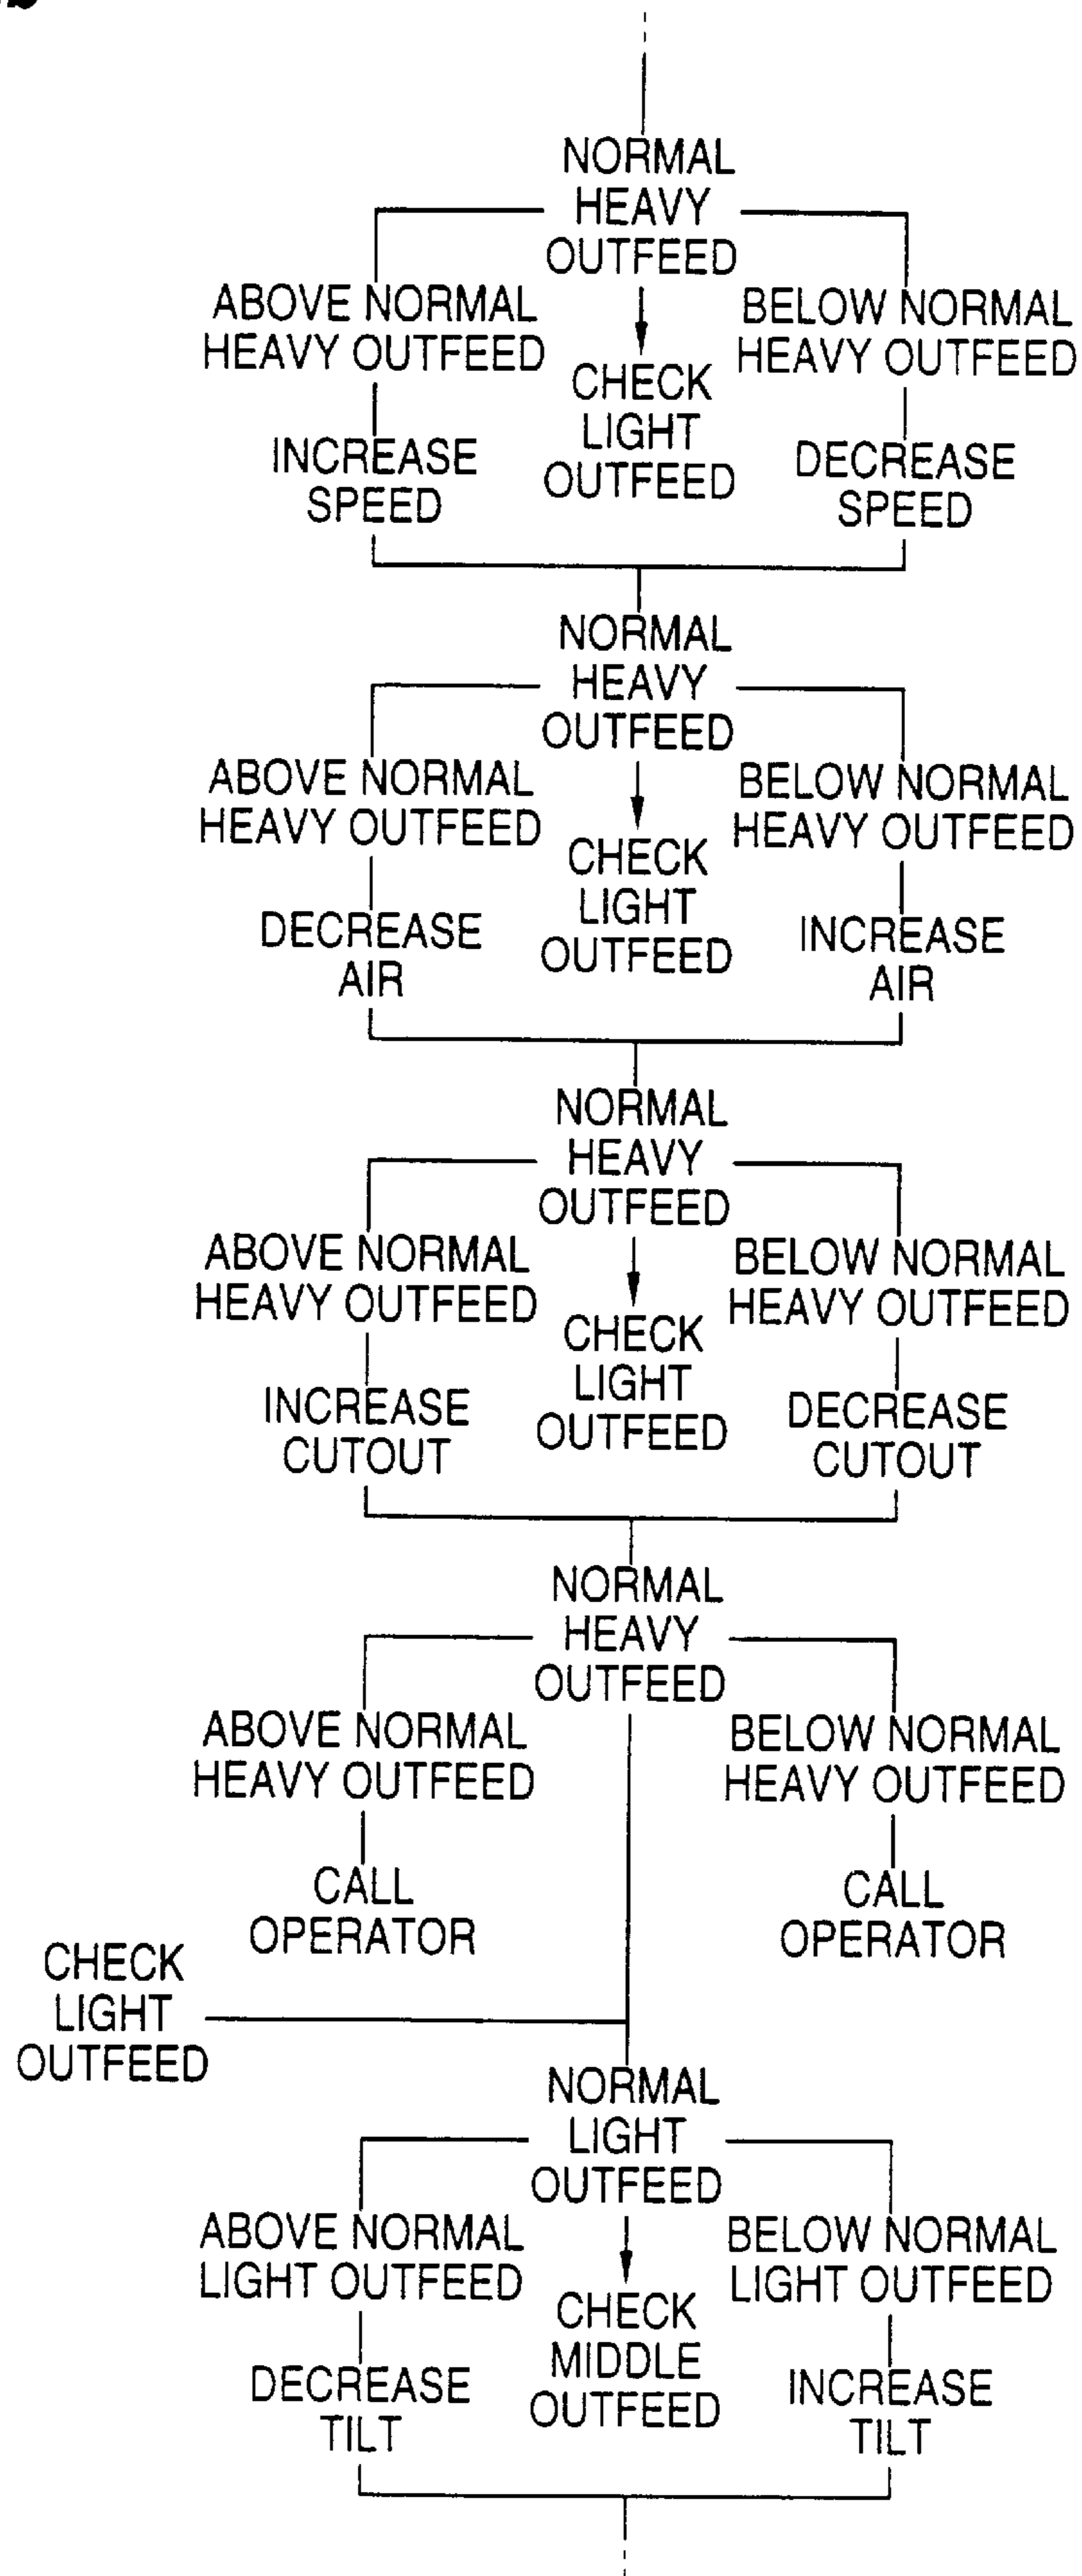 NORMAL
HEAVY
OUTFEED
ABOVE NORMAL
HEAVY OUTFEED
CHECK
LIGHT
OUTFEED
BELOW NORMAL
HEAVY OUTFEED
INCREASE
SPEED
DECREASE
SPEED
NORMAL
HEAVY
OUTFEED
ABOVE NORMAL
HEAVY OUTFEED
CHECK
LIGHT
OUTFEED
BELOW NORMAL
HEAVY OUTFEED
DECREASE
AIR
INCREASE
AIR
NORMAL
HEAVY
OUTFEED
ABOVE NORMAL
HEAVY OUTFEED
CHECK
LIGHT
OUTFEED
BELOW NORMAL
HEAVY OUTFEED
INCREASE
CUTOUT
DECREASE
CUTOUT
NORMAL
HEAVY
OUTFEED
ABOVE NORMAL
HEAVY OUTFEED
BELOW NORMAL
HEAVY OUTFEED
CALL
OPERATOR
CALL
OPERATOR
CHECK
LIGHT
OUTFEED
NORMAL
LIGHT
OUTFEED
ABOVE NORMAL
LIGHT OUTFEED
CHECK
MIDDLE
OUTFEED
BELOW NORMAL
LIGHT OUTFEED
DECREASE
TILT
INCREASE
TILT